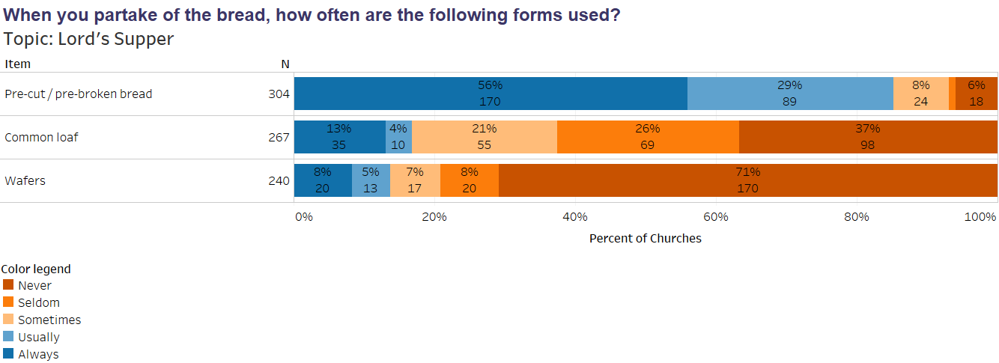 When you partake of the bread, how often are the following forms used?
Topic: Lord's Supper
Item N
Pre-cut / pre-broken bread 304 56% 29% 8% 6%
170 89 24 18
Common loaf 267 13% 4% 21% 26% 37%
35 10 55 69 98
Wafers 240 8% 5% 7% 8% 71%
20 13 17 20 170
0% 20% 40% 60% 80% 100%
Percent of Churches
Color legend
Never
Seldom
Sometimes
Usually
Always